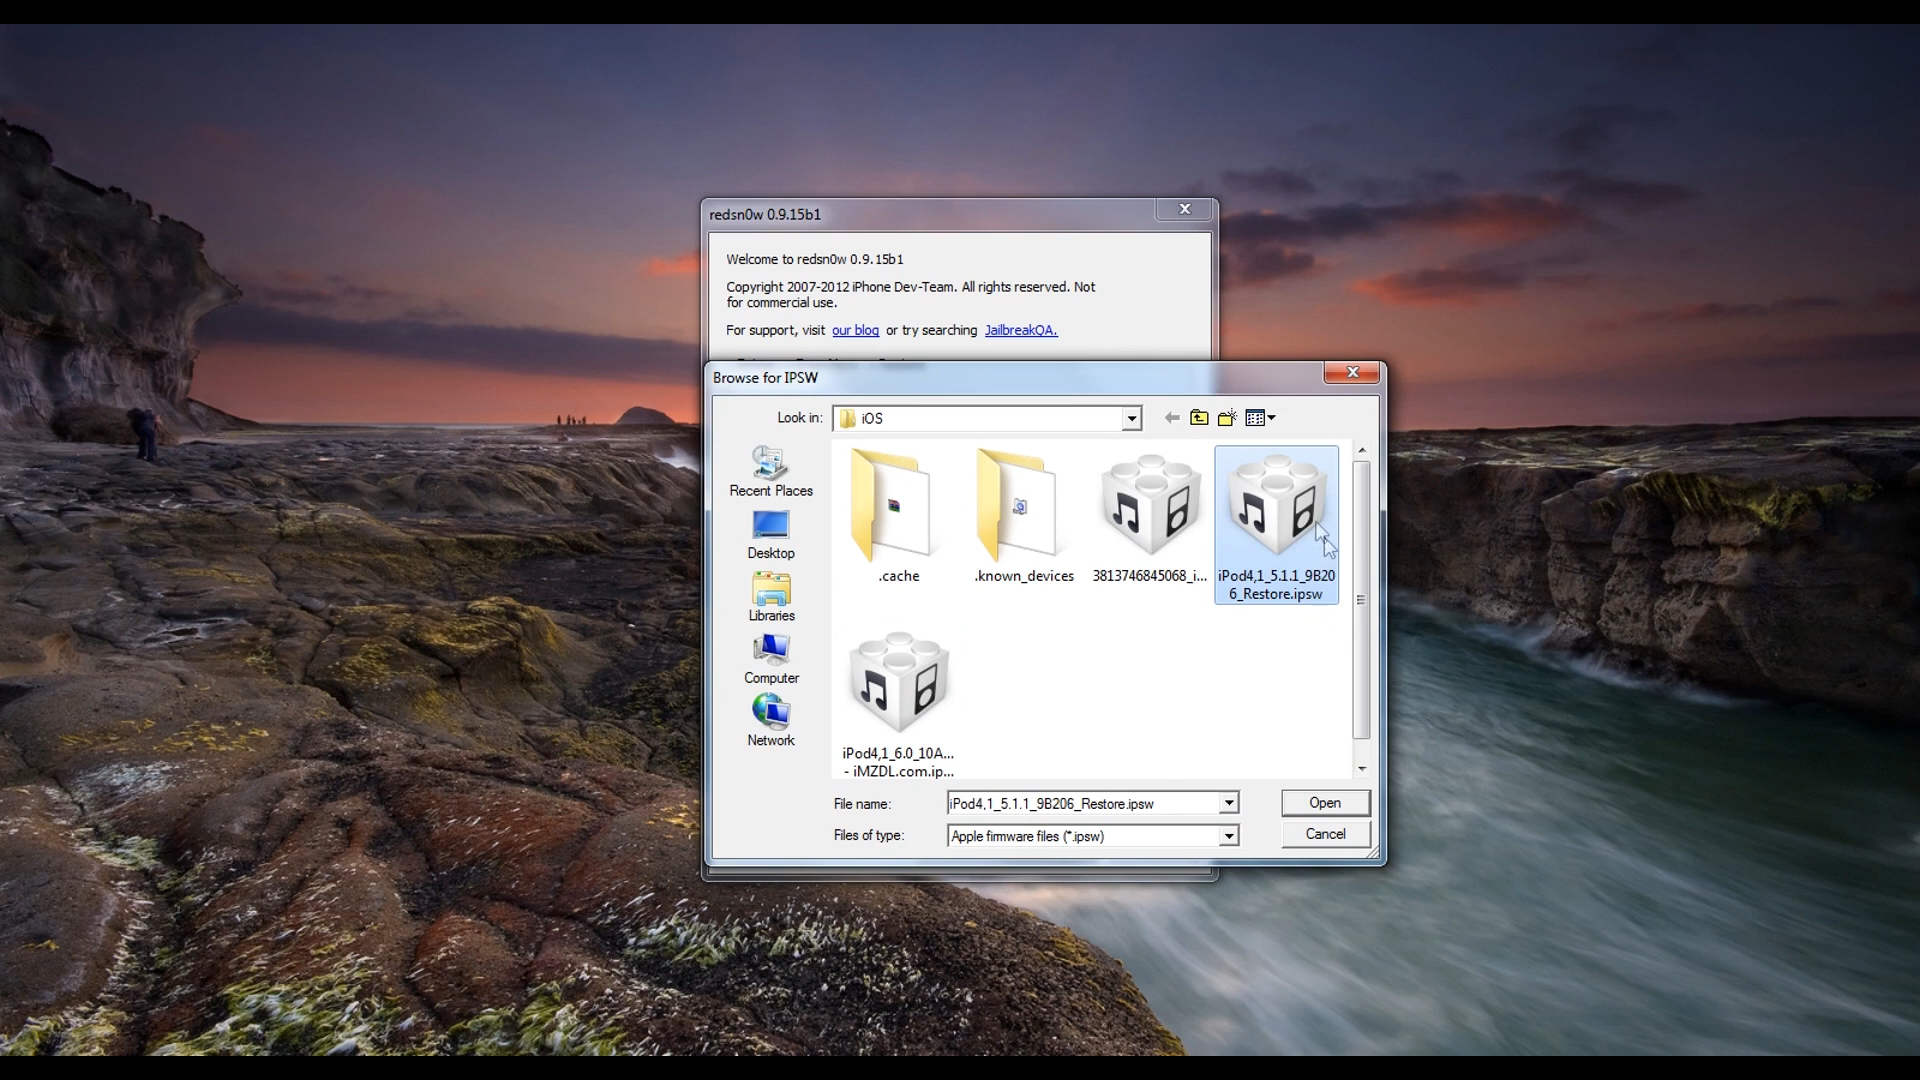 redsn0w 0.9.15b1
Welcome to redsn0w 0.9.15b1
Copyright 2007-2012 iPhone Dev-Team. All rights reserved. Not
for commercial use.
For support, visit our blog or try searching JailbreakQA.
Browse for IPSW
Look in: iOS
Recent Places
Desktop
Libraries
Computer
Network
.cache
.known_devices
3813746845068_i...
iPod4,1_5.1.1_9B20
6_Restore.ipsw
iPod4,1_6.0_10A...
- iMZDL.com.ip...
File name: iPod4,1_5.1.1_9B206_Restore.ipsw Open
Files of type: Apple firmware files (*.ipsw) Cancel